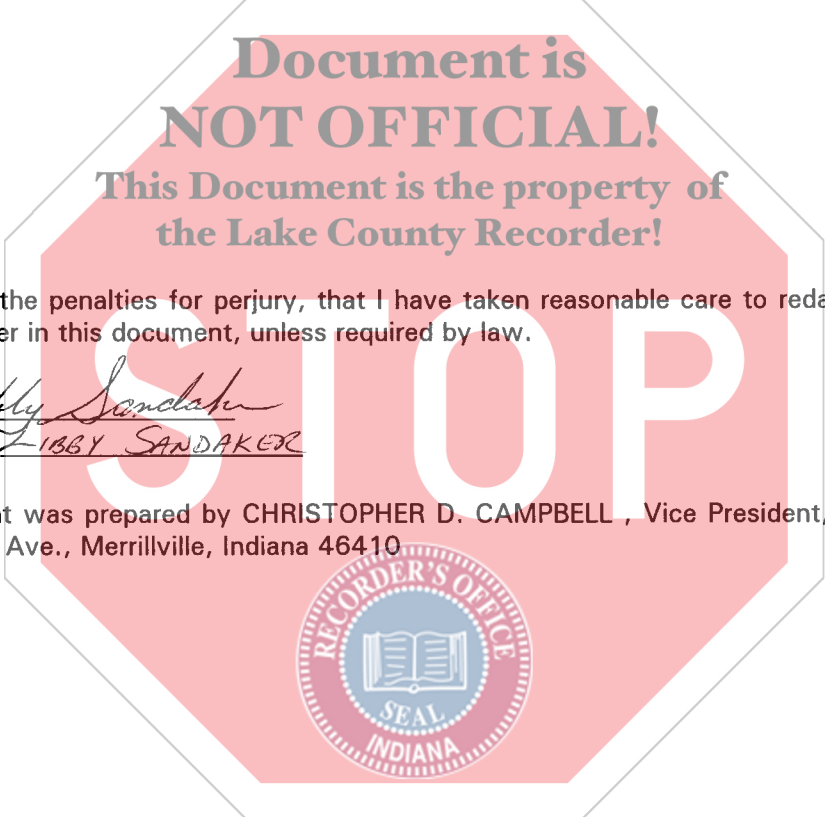 Document is
NOT OFFICIAL!
This Document is the property of
the Lake County Recorder!
the penalties for perjury, that I have taken reasonable care to reda
er in this document, unless required by law.
Sandaker
LIBBY SANDAKER
STOP
t was prepared by CHRISTOPHER D. CAMPBELL , Vice President,
Ave., Merrillville, Indiana 46410
RECORDER'S OFFICE
SEAL
INDIANA